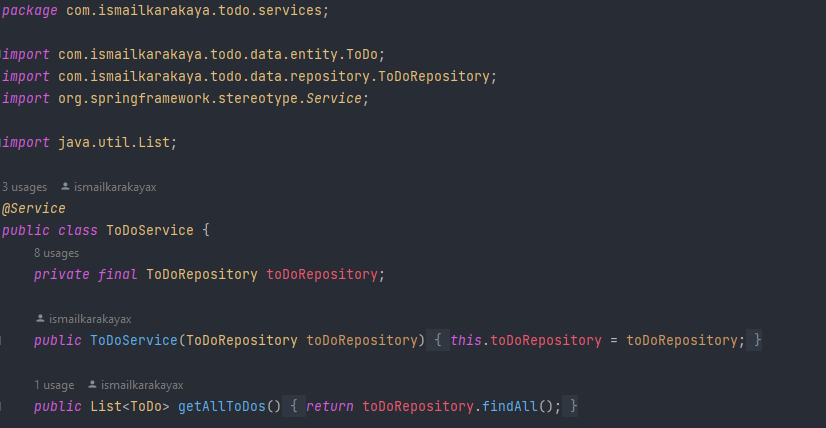 package com.ismailkarakaya.todo.services;
import com.ismailkarakaya.todo.data.entity.ToDo;
import com.ismailkarakaya.todo.data.repository.ToDoRepository;
import org.springframework.stereotype.Service;
import java.util.List;
3 usages ismailkarakayax
@Service
public class ToDoService {
8 usages
private final ToDoRepository toDoRepository;
ismailkarakayax
public ToDoService(ToDoRepository toDoRepository) { this.toDoRepository = toDoRepository; }
1 usage ismailkarakayax
public List<ToDo> getAllToDos() { return toDoRepository.findAll(); }